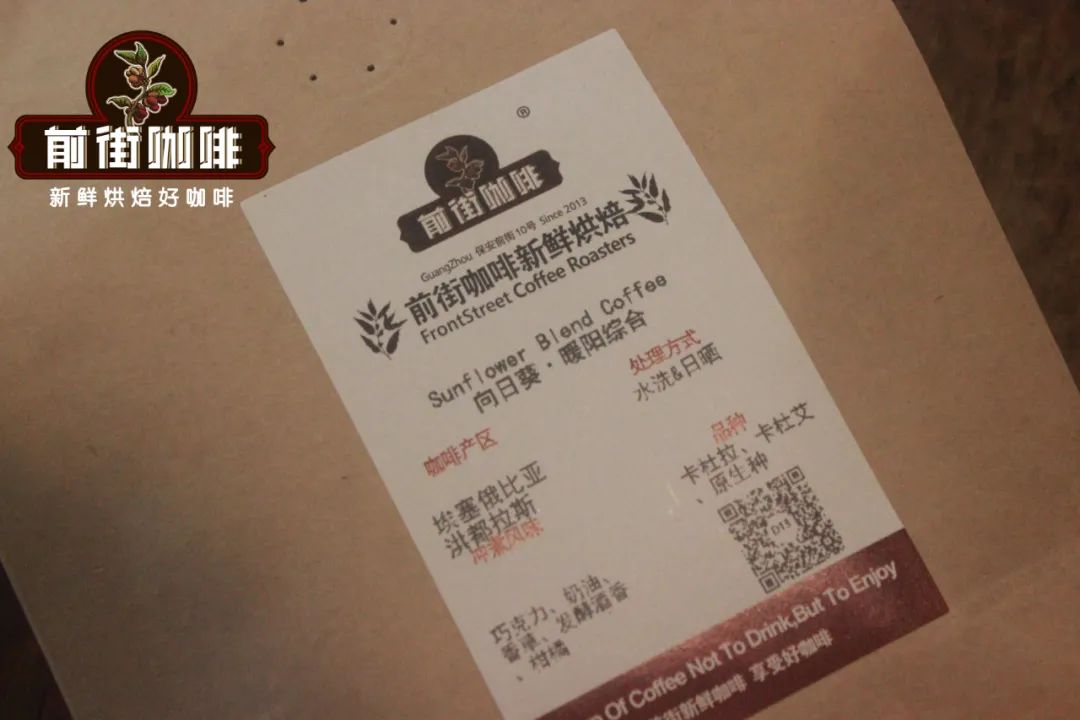 前街咖啡
新鲜烘焙好咖啡
®
前街咖啡
GuangZhou 保安前街10号 Since 2013
前街咖啡新鲜烘焙
FrontStreet Coffee Roasters
Sunflower Blend Coffee
向日葵·暖阳综合
处理方式
水洗&日晒
咖啡产区
埃塞俄比亚
洪都拉斯
品种
卡杜拉、卡杜艾
、原生种
D13
冲煮风味
巧克力、奶油、
香草、发酵酒香
、柑橘
Of Coffee Not To Drink,But To Enjoy
街新鲜咖啡 享受好咖啡